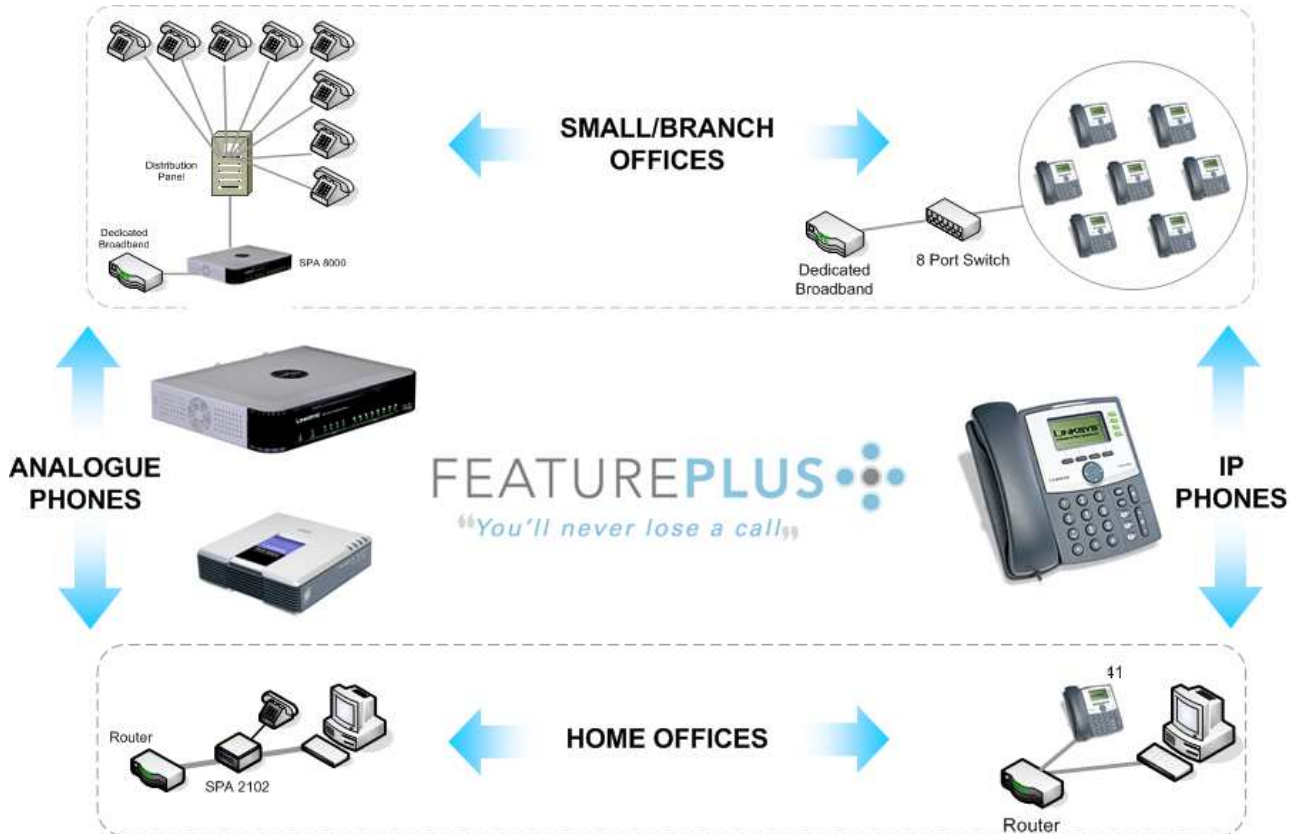 SMALL/BRANCH
OFFICES
Distribution
Panel
Dedicated
Broadband
SPA 8000
Dedicated
Broadband
8 Port Switch
ANALOGUE
PHONES
LINKSYS
FEATUREPLUS
"You'll never lose a call"
IP
PHONES
HOME OFFICES
Router
SPA 2102
41
Router